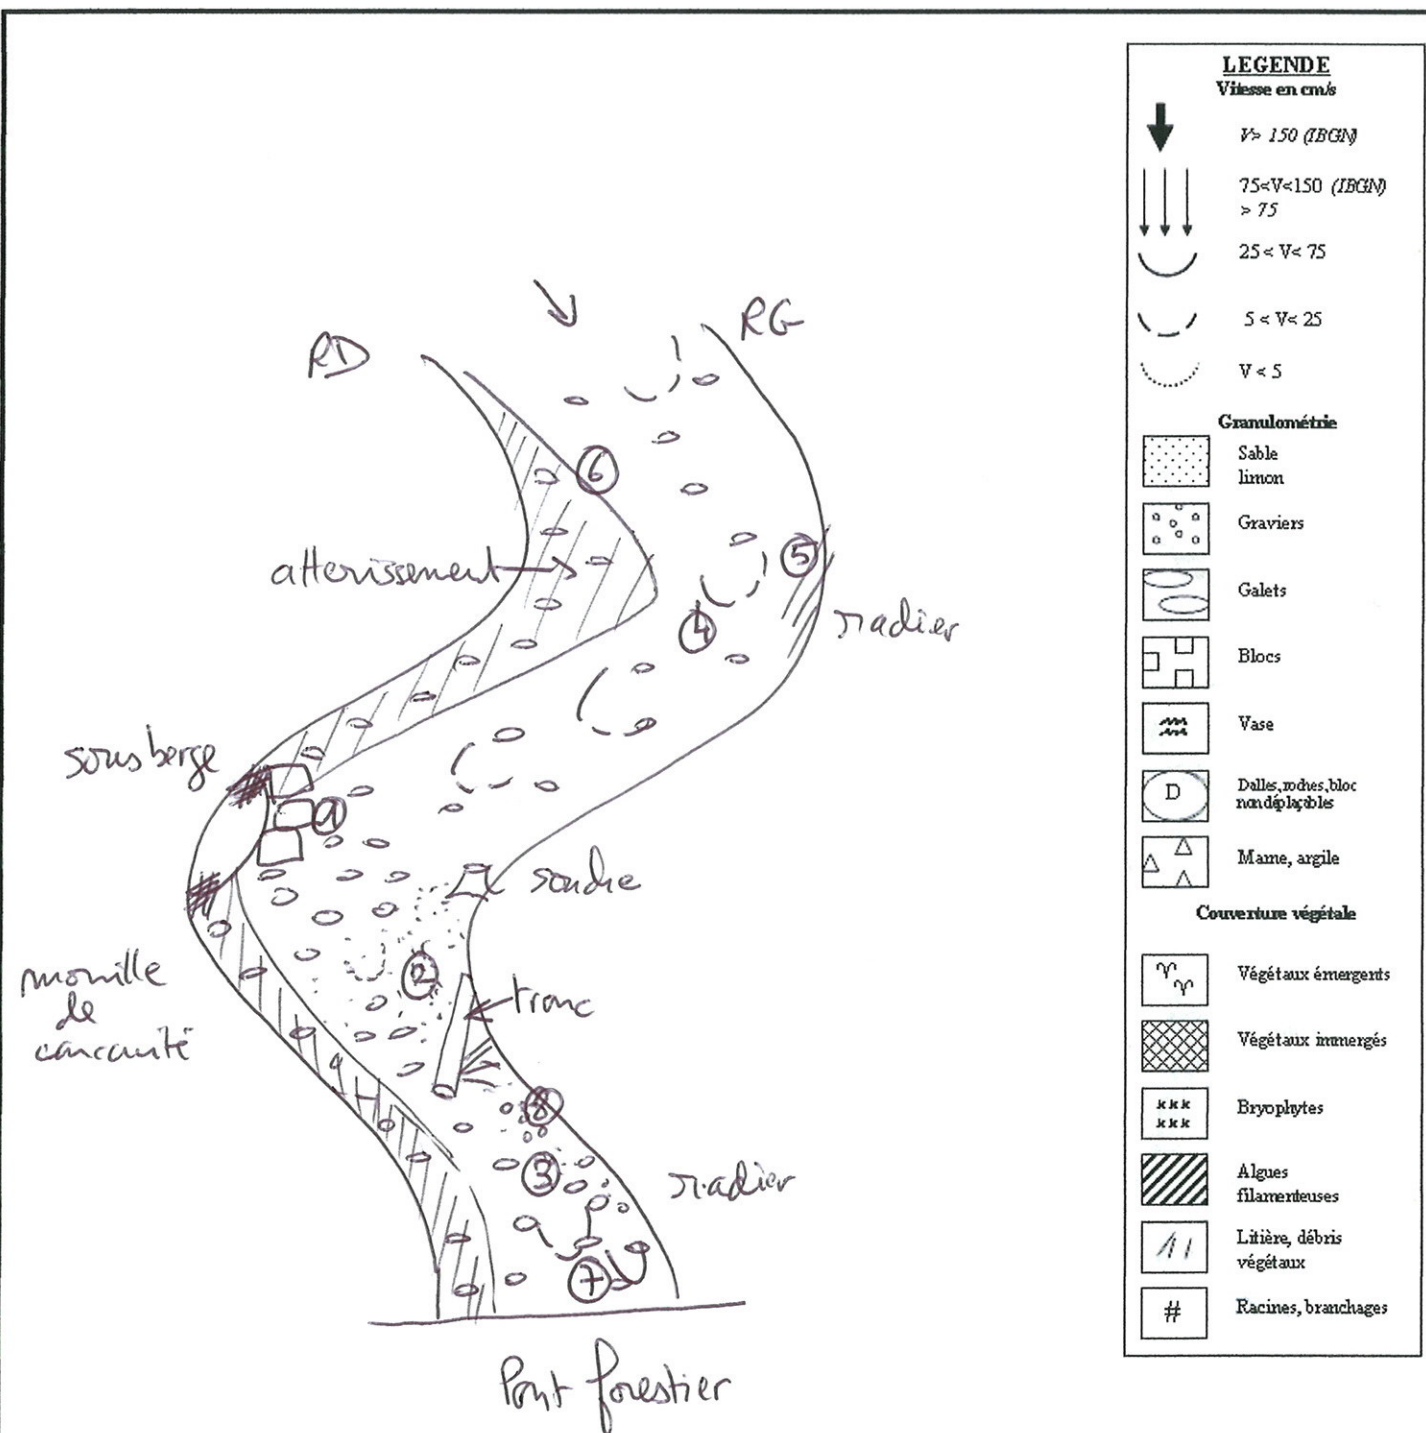 LEGENDE
Vitesse en cm/s
V> 150 (IBGN)
75<V<150 (IBGN)
> 75
25 < V < 75
5 < V < 25
V < 5
Granulométrie
Sable
limon
Graviers
Galets
Blocs
Vase
D
Dalles, roches, bloc
non déplaçables
Marne, argile
Couverture végétale
Végétaux émergents
Végétaux immergés
Bryophytes
Algues
filamenteuses
Litière, débris
végétaux
#
Racines, branchages
RD
RG
6
atterissement
5
4
radier
sous berge
1
soudre
mouille
de
concavité
2
tronc
8
3
radier
7
Pont forestier